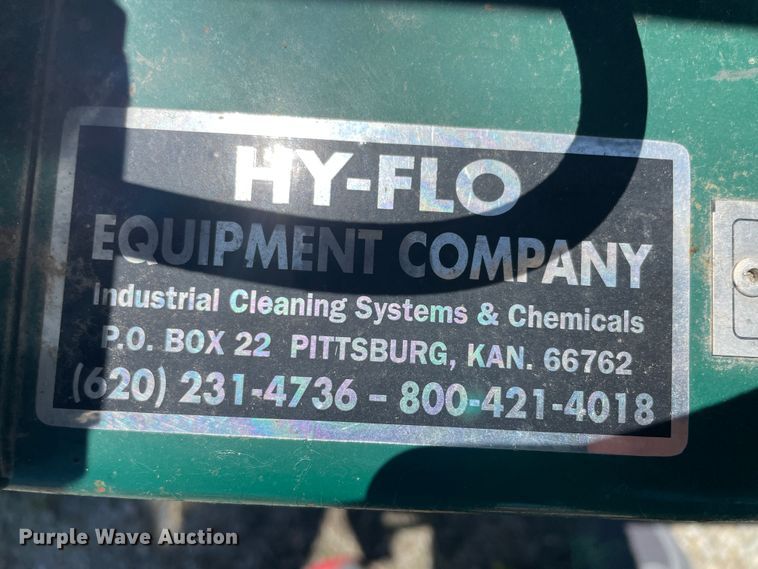 HY-FLO
EQUIPMENT COMPANY
Industrial Cleaning Systems & Chemicals
P.O. BOX 22 PITTSBURG, KAN. 66762
(620) 231-4736 - 800-421-4018
Purple Wave Auction